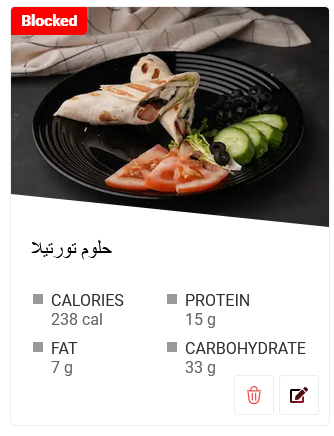 Blocked
حلوم تورتيلا
CALORIES
238 cal
PROTEIN
15 g
FAT
7 g
CARBOHYDRATE
33 g